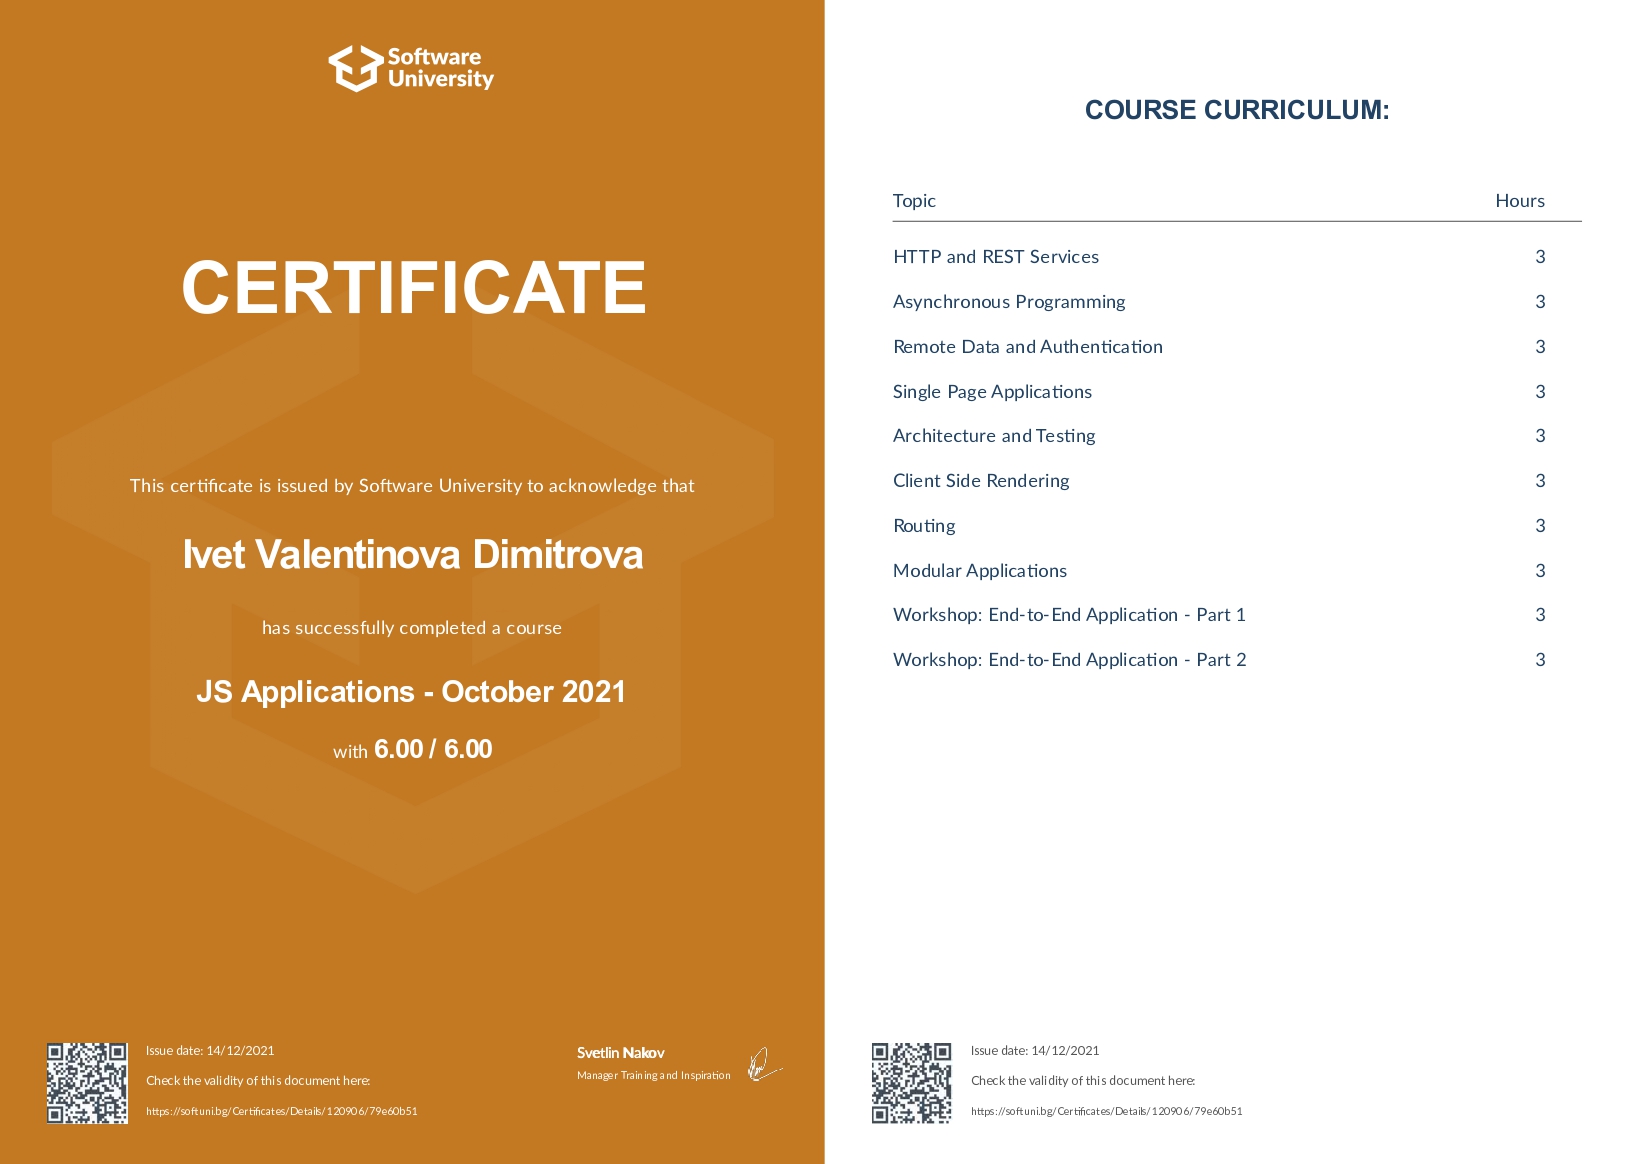 Software
University
CERTIFICATE
This certificate is issued by Software University to acknowledge that
Ivet Valentinova Dimitrova
has successfully completed a course
JS Applications - October 2021
with 6.00 / 6.00
Issue date: 14/12/2021
Check the validity of this document here:
https://softuni.bg/Certificates/Details/120906/79e60b51
Svetlin Nakov
Manager Training and Inspiration
COURSE CURRICULUM:
Topic Hours
HTTP and REST Services 3
Asynchronous Programming 3
Remote Data and Authentication 3
Single Page Applications 3
Architecture and Testing 3
Client Side Rendering 3
Routing 3
Modular Applications 3
Workshop: End-to-End Application - Part 1 3
Workshop: End-to-End Application - Part 2 3
Issue date: 14/12/2021
Check the validity of this document here:
https://softuni.bg/Certificates/Details/120906/79e60b51